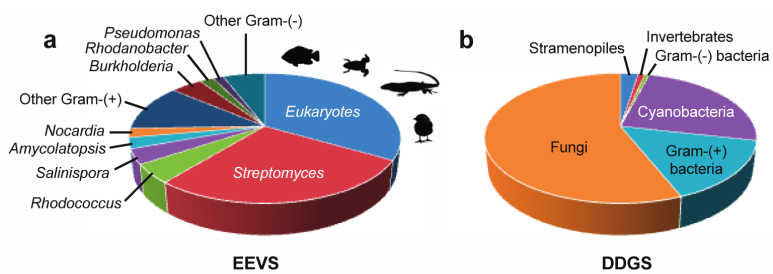 a
Pseudomonas
Other Gram-(-)
Rhodanobacter
Burkholderia
Other Gram-(+)
Nocardia
Amycolatopsis
Salinispora
Rhodococcus
Eukaryotes
Streptomyces
EEVS
b
Stramenopiles
Invertebrates
Gram-(-) bacteria
Cyanobacteria
Gram-(+)
bacteria
Fungi
DDGS